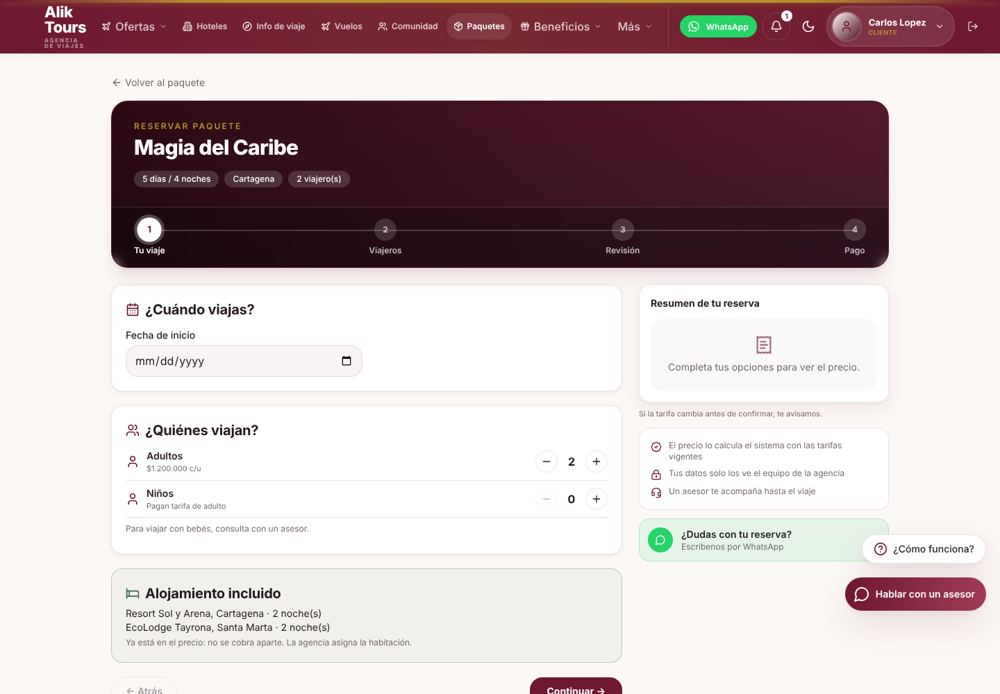 Alik
Tours
AGENCIA
DE VIAJES
Ofertas
Hoteles
Info de viaje
Vuelos
Comunidad
Paquetes
Beneficios
Más
WhatsApp
1
Carlos Lopez
CLIENTE
← Volver al paquete
RESERVAR PAQUETE
Magia del Caribe
5 días / 4 noches
Cartagena
2 viajero(s)
1
2
3
4
Tu viaje
Viajeros
Revisión
Pago
¿Cuándo viajas?
Fecha de inicio
mm/dd/yyyy
¿Quiénes viajan?
Adultos
$1.200.000 c/u
− 2 +
Niños
Pagan tarifa de adulto
− 0 +
Para viajar con bebés, consulta con un asesor.
Alojamiento incluido
Resort Sol y Arena, Cartagena · 2 noche(s)
EcoLodge Tayrona, Santa Marta · 2 noche(s)
Ya está en el precio: no se cobra aparte. La agencia asigna la habitación.
← Atrás
Continuar →
Resumen de tu reserva
Completa tus opciones para ver el precio.
Si la tarifa cambia antes de confirmar, te avisamos.
El precio lo calcula el sistema con las tarifas
vigentes
Tus datos solo los ve el equipo de la agencia
Un asesor te acompaña hasta el viaje
¿Dudas con tu reserva?
Escríbenos por WhatsApp
¿Cómo funciona?
Hablar con un asesor